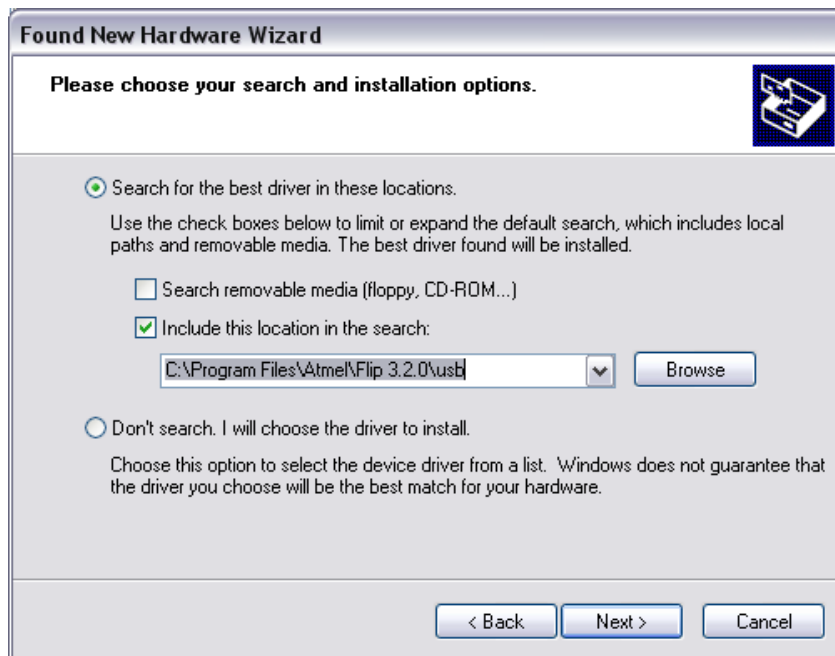 Found New Hardware Wizard
Please choose your search and installation options.
Search for the best driver in these locations.
Use the check boxes below to limit or expand the default search, which includes local
paths and removable media. The best driver found will be installed.
Search removable media (floppy, CD-ROM...)
Include this location in the search:
C:\Program Files\Atmel\Flip 3.2.0\usb
Browse
Don't search. I will choose the driver to install.
Choose this option to select the device driver from a list. Windows does not guarantee that
the driver you choose will be the best match for your hardware.
< Back Next > Cancel